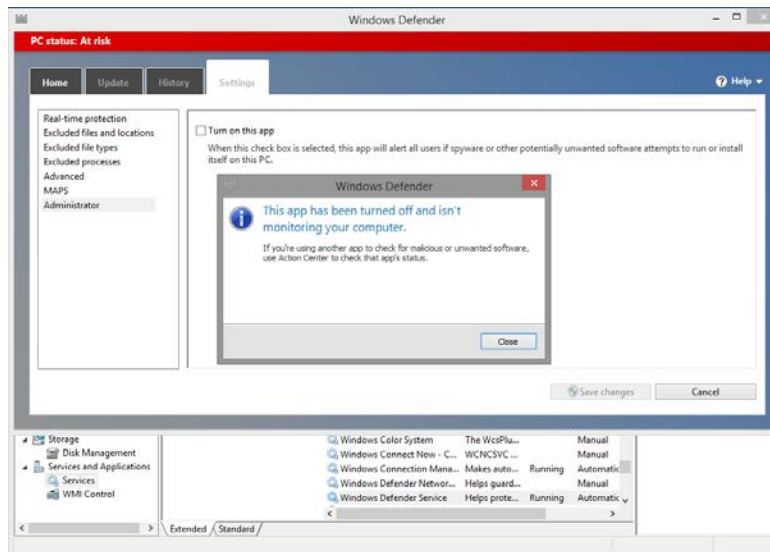 Windows Defender
PC status: At risk
Home Update History Settings
Help
Real-time protection
Excluded files and locations
Excluded file types
Excluded processes
Advanced
MAPS
Administrator
Turn on this app
When this check box is selected, this app will alert all users if spyware or other potentially unwanted software attempts to run or install
itself on this PC.
Windows Defender
This app has been turned off and isn't
monitoring your computer.
If you're using another app to check for malicious or unwanted software,
use Action Center to check that app's status.
Close
Save changes Cancel
Storage
Disk Management
Services and Applications
Services
WMI Control
Windows Color System The WcsPlu... Manual
Windows Connect Now - C... WCNCSVC ... Manual
Windows Connection Mana... Makes auto... Running Automatic
Windows Defender Networ... Helps guard... Manual
Windows Defender Service Helps prote... Running Automatic
Extended Standard